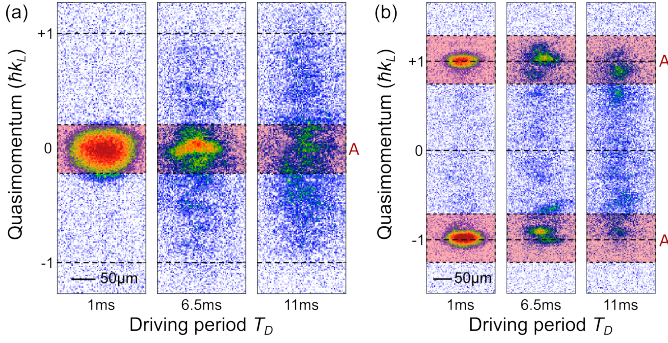 (a)
Quasimomentum (ħk_L)
+1
0
-1
A
50μm
1ms
6.5ms
11ms
Driving period T_D
(b)
Quasimomentum (ħk_L)
+1
0
-1
A
A
50μm
1ms
6.5ms
11ms
Driving period T_D